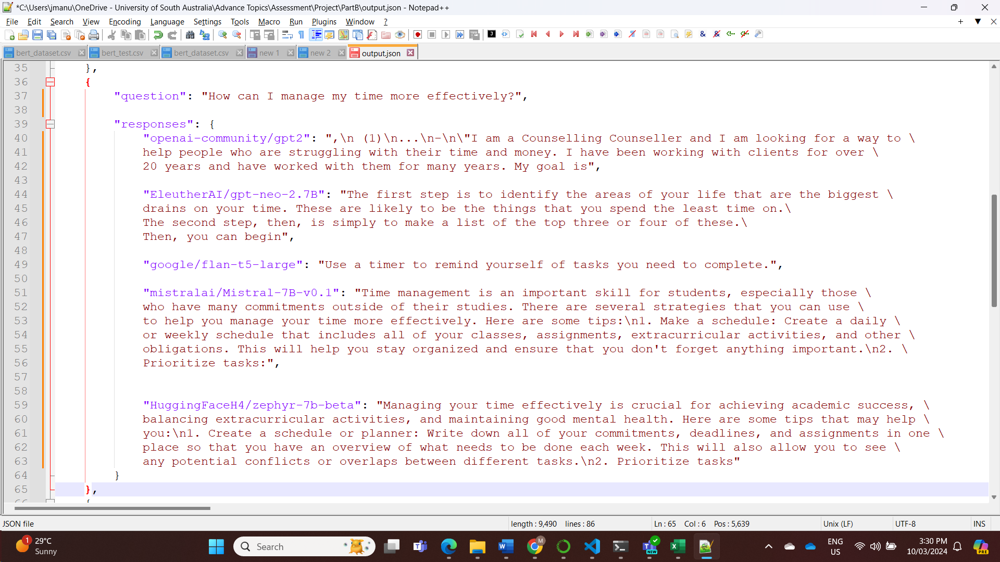 *C:\Users\jmanu\OneDrive - University of South Australia\Advance Topics\Assessment\Project\PartB\output.json - Notepad++
File Edit Search View Encoding Language Settings Tools Macro Run Plugins Window ?
bert_dataset.csv bert_test.csv bert_dataset.csv new 1 new 2 output.json
35 },
36 {
37 "question": "How can I manage my time more effectively?",
38
39 "responses": {
40 "openai-community/gpt2": ",\n (1)\n...\n-\n\"I am a Counselling Counseller and I am looking for a way to \
41 help people who are struggling with their time and money. I have been working with clients for over \
42 20 years and have worked with them for many years. My goal is",
43
44 "EleutherAI/gpt-neo-2.7B": "The first step is to identify the areas of your life that are the biggest \
45 drains on your time. These are likely to be the things that you spend the least time on.\
46 The second step, then, is simply to make a list of the top three or four of these.\
47 Then, you can begin",
48
49 "google/flan-t5-large": "Use a timer to remind yourself of tasks you need to complete.",
50
51 "mistralai/Mistral-7B-v0.1": "Time management is an important skill for students, especially those \
52 who have many commitments outside of their studies. There are several strategies that you can use \
53 to help you manage your time more effectively. Here are some tips:\n1. Make a schedule: Create a daily \
54 or weekly schedule that includes all of your classes, assignments, extracurricular activities, and other \
55 obligations. This will help you stay organized and ensure that you don't forget anything important.\n2. \
56 Prioritize tasks:",
57
58
59 "HuggingFaceH4/zephyr-7b-beta": "Managing your time effectively is crucial for achieving academic success, \
60 balancing extracurricular activities, and maintaining good mental health. Here are some tips that may help \
61 you:\n1. Create a schedule or planner: Write down all of your commitments, deadlines, and assignments in one \
62 place so that you have an overview of what needs to be done each week. This will also allow you to see \
63 any potential conflicts or overlaps between different tasks.\n2. Prioritize tasks"
64 }
65 },
JSON file length : 9,490 lines : 86 Ln : 65 Col : 6 Pos : 5,639 Unix (LF) UTF-8 INS
1 29°C
Sunny
Search
M
NEW
ENG
US
3:30 PM
10/03/2024
PRE